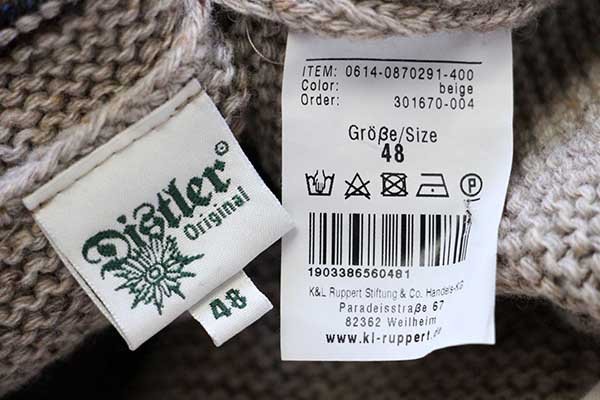 Distler®
Original
48
ITEM: 0614-0870291-400
Color: beige
Order: 301670-004
Größe/Size
48
P
1903386560481
K&L Ruppert Stiftung & Co. Handels-KG
Paradeisstraße 67
82362 Weilheim
www.kl-ruppert.de